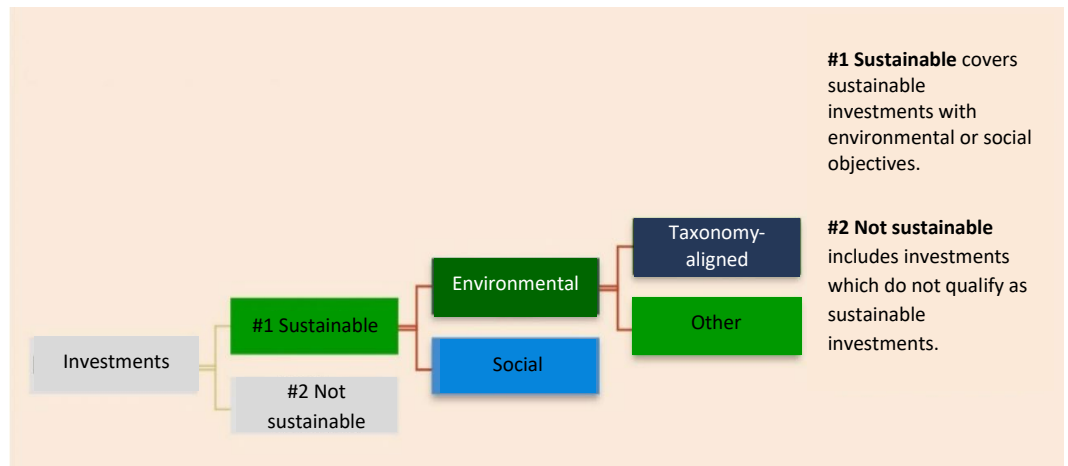 #1 Sustainable covers
sustainable
investments with
environmental or social
objectives.
#2 Not sustainable
includes investments
which do not qualify as
sustainable
investments.
Investments
#1 Sustainable
#2 Not
sustainable
Environmental
Social
Taxonomy-
aligned
Other